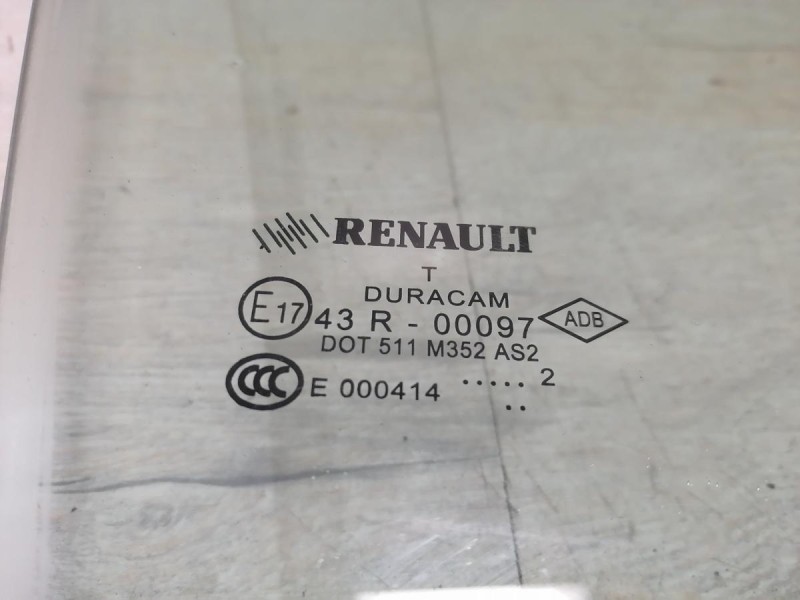 RENAULT
T
DURACAM
E17 43 R - 00097 ADB
DOT 511 M352 AS2
CCC E 000414 ..... 2
..